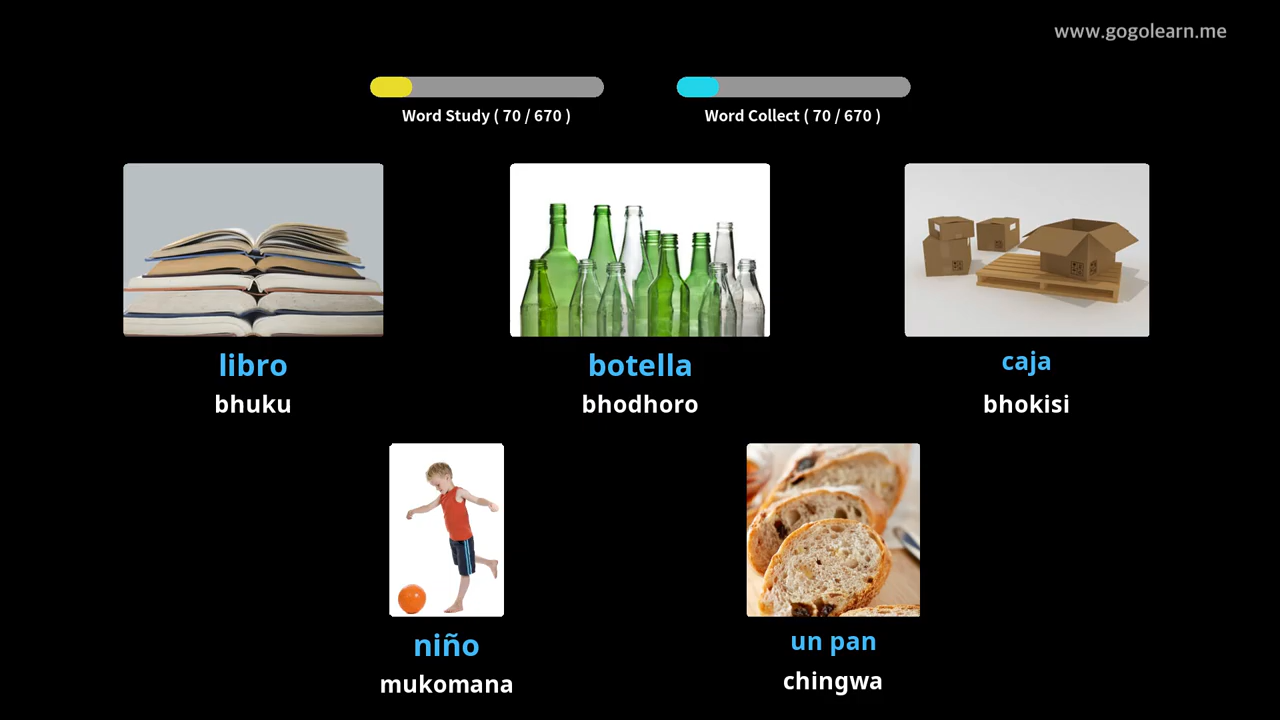 www.gogolearn.me
Word Study ( 70 / 670 )
Word Collect ( 70 / 670 )
libro
bhuku
botella
bhodhoro
caja
bhokisi
niño
mukomana
un pan
chingwa